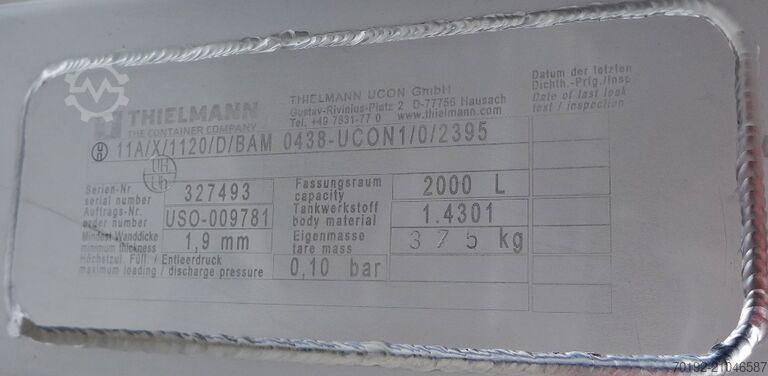 THIELMANN
THE CONTAINER COMPANY
THIELMANN UCON GmbH
Gustav-Rivinius-Platz 2 D-77756 Hausach
Tel. +49 7831-77 0 www.thielmann.com
Datum der letzten
Dichth.-Prfg./Insp
Date of last leak
test / inspection
11A/X/1120/D/BAM 0438-UCON1/0/2395
Serien-Nr.
serial number
327493
Fassungsraum
capacity
2000 L
Auftrags-Nr.
order number
USO-009781
Tankwerkstoff
body material
1.4301
Mindest Wanddicke
minimum thickness
1,9 mm
Eigenmasse
tare mass
375 kg
Höchstzul. Füll. / Entleerdruck
maximum loading / discharge pressure
0,10 bar
70192-21046587